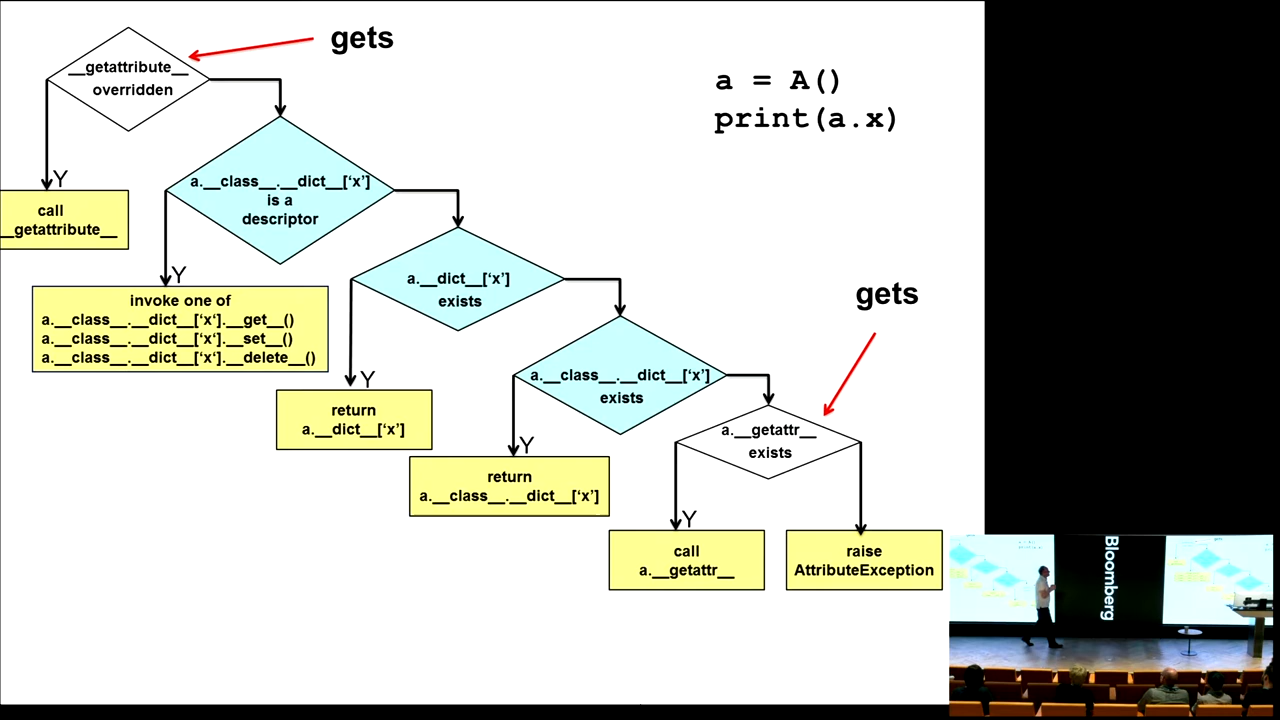 gets
a = A()
print(a.x)
__getattribute__
overridden
Y
call
__getattribute__
a.__class__.__dict__[‘x’]
is a
descriptor
Y
invoke one of
a.__class__.__dict__[‘x‘].__get__()
a.__class__.__dict__[‘x‘].__set__()
a.__class__.__dict__[‘x‘].__delete__()
a.__dict__[‘x’]
exists
Y
return
a.__dict__[‘x’]
gets
a.__class__.__dict__[‘x’]
exists
Y
return
a.__class__.__dict__[‘x’]
a.__getattr__
exists
Y
call
a.__getattr__
raise
AttributeException
Bloomberg